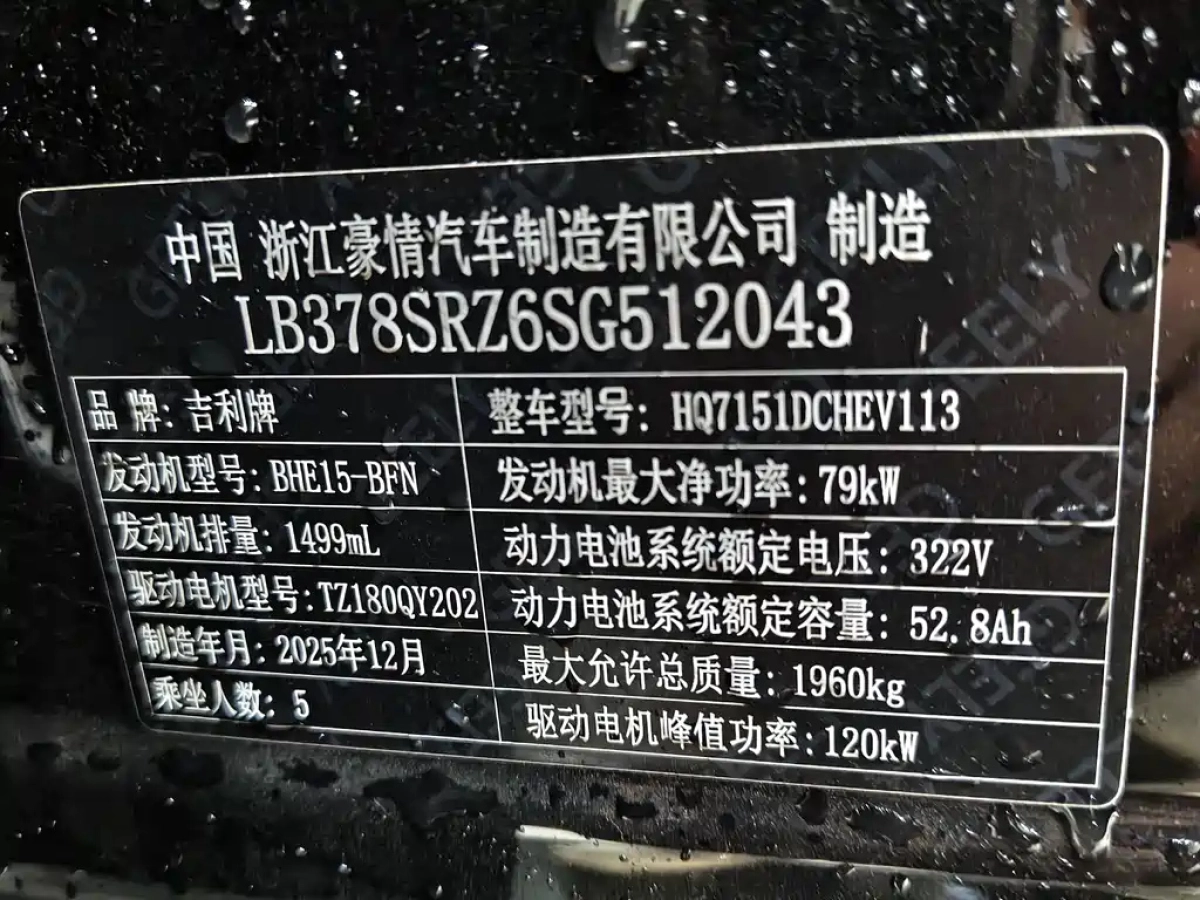 中国 浙江豪情汽车制造有限公司 制造
LB378SRZ6SG512043
品 牌: 吉利牌 整车型号: HQ7151DCHEV113
发动机型号: BHE15-BFN 发动机最大净功率: 79kW
发动机排量: 1499mL 动力电池系统额定电压: 322V
驱动电机型号: TZ180QY202 动力电池系统额定容量: 52.8Ah
制造年月: 2025年12月 最大允许总质量: 1960kg
乘坐人数: 5 驱动电机峰值功率: 120kW